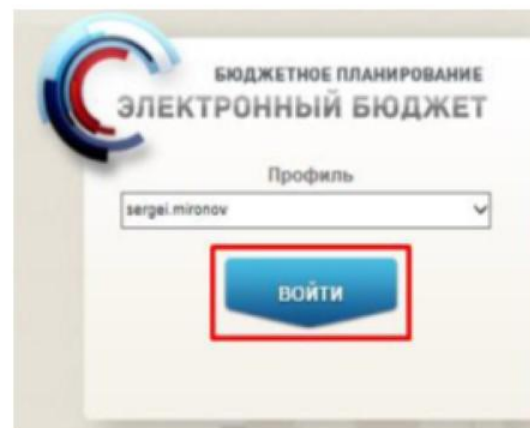 БЮДЖЕТНОЕ ПЛАНИРОВАНИЕ
ЭЛЕКТРОННЫЙ БЮДЖЕТ
Профиль
sergei.mironov
ВОЙТИ